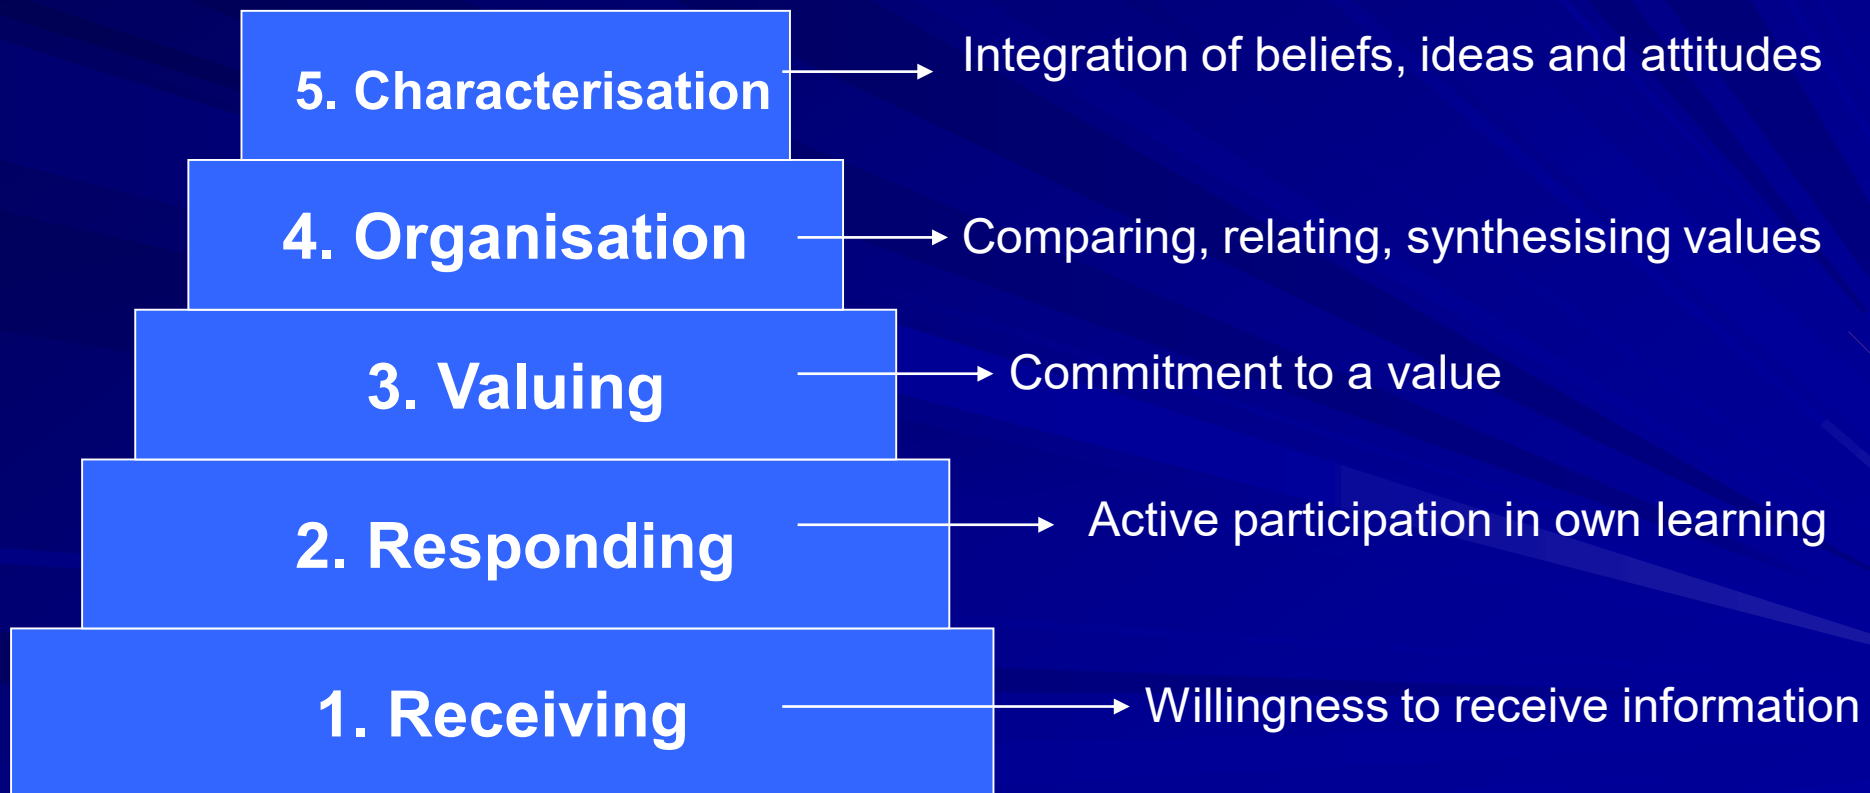 5. Characterisation
Integration of beliefs, ideas and attitudes
4. Organisation
Comparing, relating, synthesising values
3. Valuing
Commitment to a value
2. Responding
Active participation in own learning
1. Receiving
Willingness to receive information